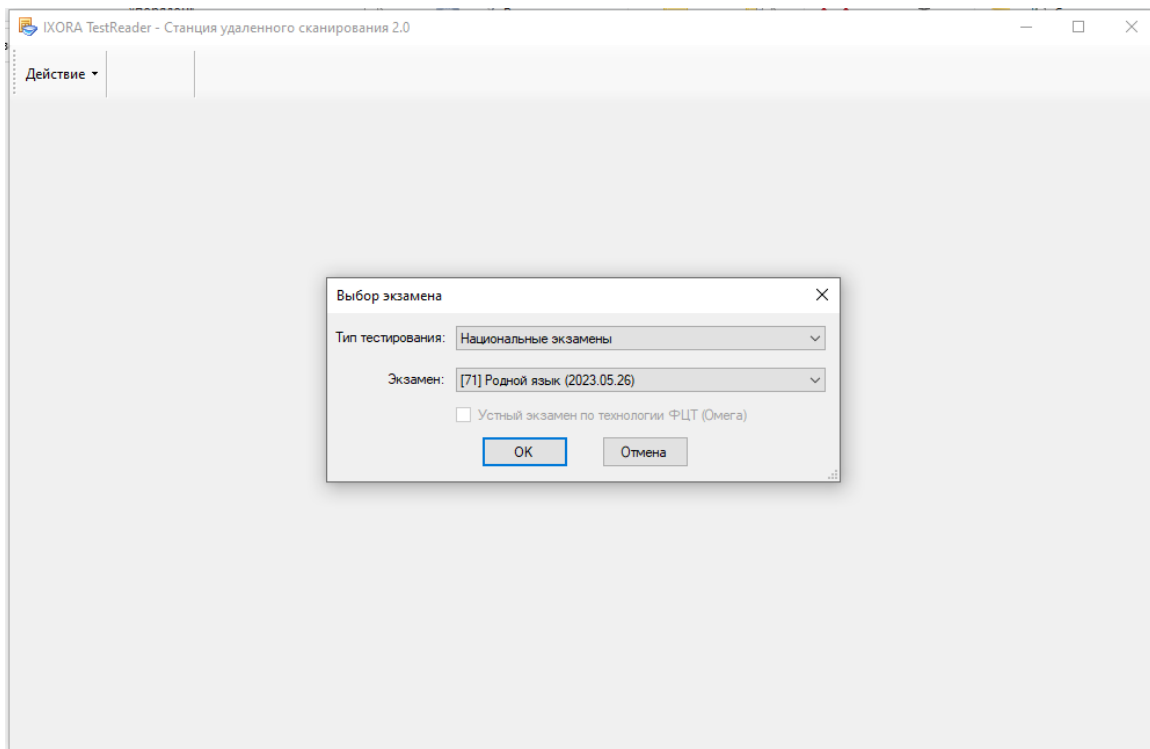 IXORA TestReader - Станция удаленного сканирования 2.0
Действие
Выбор экзамена
Тип тестирования: Национальные экзамены
Экзамен: [71] Родной язык (2023.05.26)
Устный экзамен по технологии ФЦТ (Омега)
OK Отмена